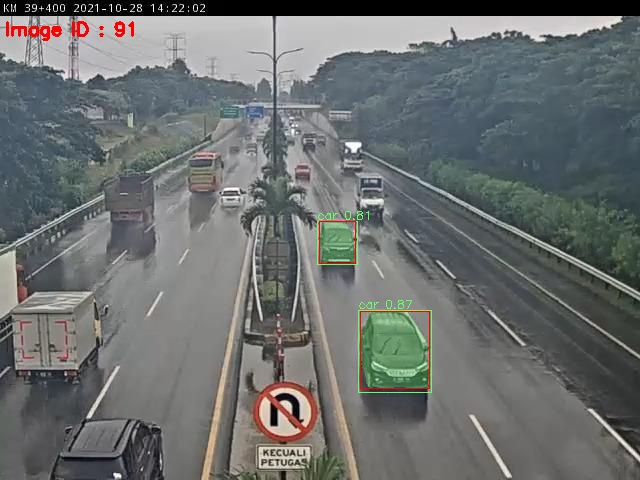 KM 39+400 2021-10-28 14:22:02
Image ID : 91
car 0.81
car 0.87
KECUALI
PETUGAS